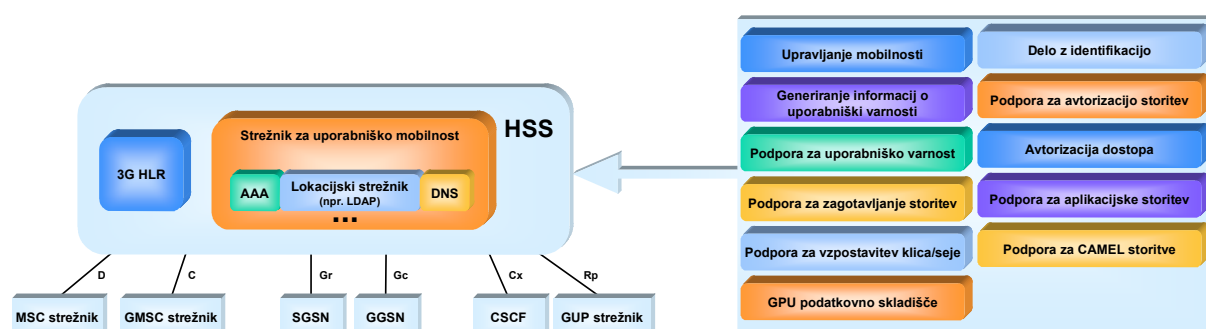 HSS
3G HLR
Strežnik za uporabniško mobilnost
AAA
Lokacijski strežnik
(npr. LDAP)
DNS
...
D
C
Gr
Gc
Cx
Rp
MSC strežnik
GMSC strežnik
SGSN
GGSN
CSCF
GUP strežnik
Upravljanje mobilnosti
Delo z identifikacijo
Generiranje informacij o
uporabniški varnosti
Podpora za avtorizacijo storitev
Podpora za uporabniško varnost
Avtorizacija dostopa
Podpora za zagotavljanje storitev
Podpora za aplikacijske storitev
Podpora za vzpostavitev klica/seje
Podpora za CAMEL storitve
GPU podatkovno skladišče